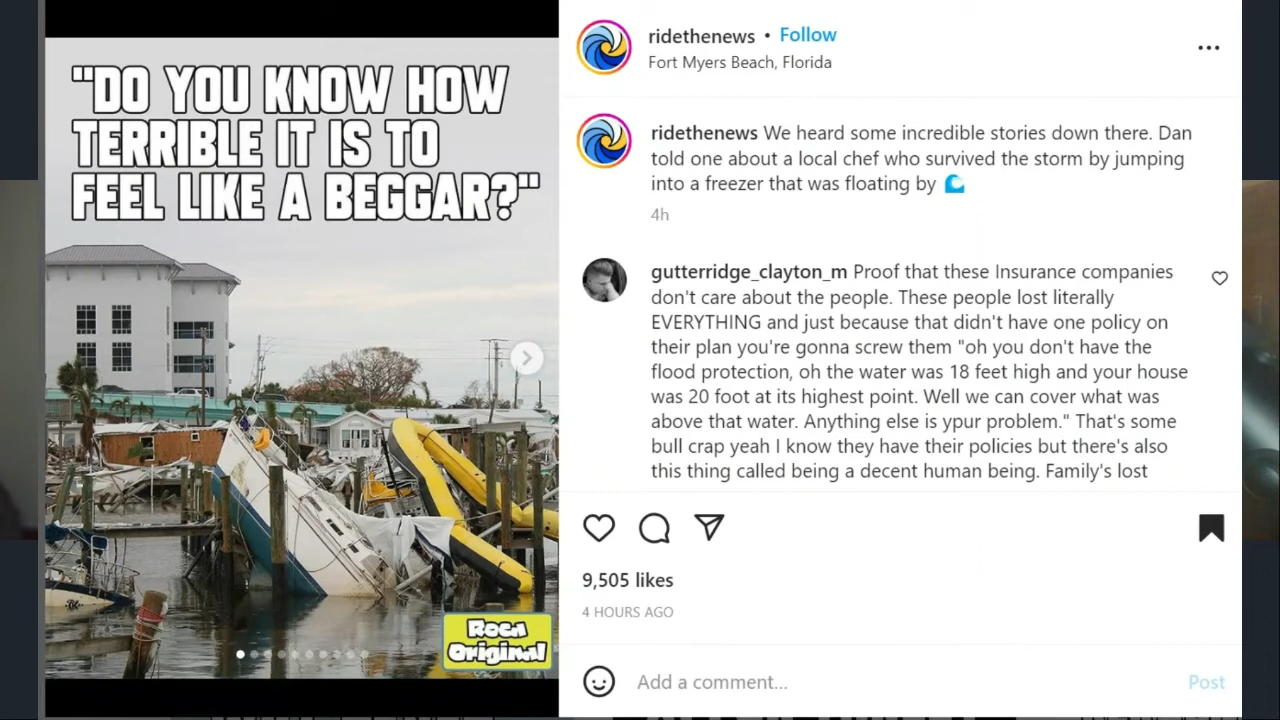 "DO YOU KNOW HOW
TERRIBLE IT IS TO
FEEL LIKE A BEGGAR?"
Roca
Original
ridethenews • Follow
Fort Myers Beach, Florida
ridethenews We heard some incredible stories down there. Dan
told one about a local chef who survived the storm by jumping
into a freezer that was floating by 🌊
4h
gutterridge_clayton_m Proof that these Insurance companies
don't care about the people. These people lost literally
EVERYTHING and just because that didn't have one policy on
their plan you're gonna screw them "oh you don't have the
flood protection, oh the water was 18 feet high and your house
was 20 foot at its highest point. Well we can cover what was
above that water. Anything else is ypur problem." That's some
bull crap yeah I know they have their policies but there's also
this thing called being a decent human being. Family's lost
9,505 likes
4 HOURS AGO
Add a comment...
Post